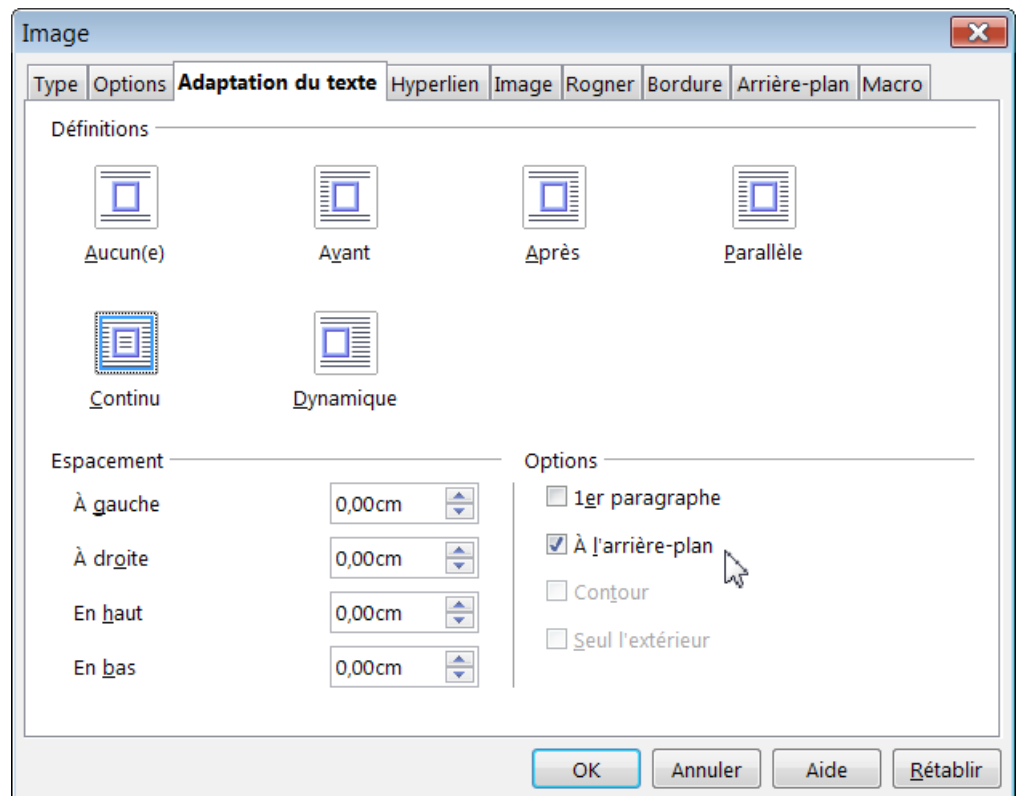 Image
Type Options Adaptation du texte Hyperlien Image Rogner Bordure Arrière-plan Macro
Définitions
Aucun(e) Avant Après Parallèle
Continu Dynamique
Espacement Options
À gauche 0,00cm 1er paragraphe
À droite 0,00cm À l'arrière-plan
En haut 0,00cm Contour
En bas 0,00cm Seul l'extérieur
OK Annuler Aide Rétablir